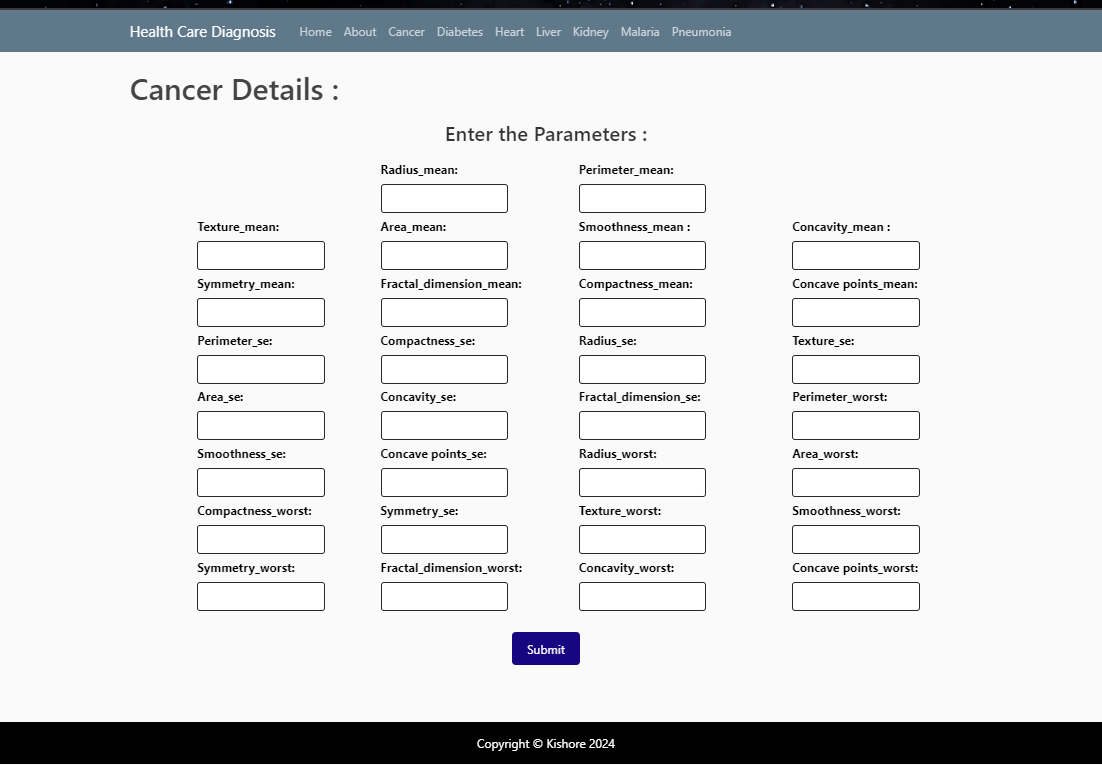 Health Care Diagnosis Home About Cancer Diabetes Heart Liver Kidney Malaria Pneumonia
Cancer Details :
Enter the Parameters :
Radius_mean: Perimeter_mean:
Texture_mean: Area_mean: Smoothness_mean : Concavity_mean :
Symmetry_mean: Fractal_dimension_mean: Compactness_mean: Concave points_mean:
Perimeter_se: Compactness_se: Radius_se: Texture_se:
Area_se: Concavity_se: Fractal_dimension_se: Perimeter_worst:
Smoothness_se: Concave points_se: Radius_worst: Area_worst:
Compactness_worst: Symmetry_se: Texture_worst: Smoothness_worst:
Symmetry_worst: Fractal_dimension_worst: Concavity_worst: Concave points_worst:
Submit
Copyright © Kishore 2024